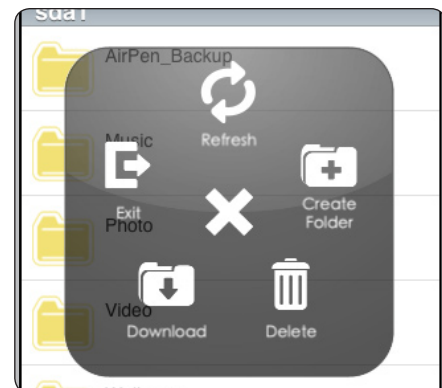 sda1
AirPen_Backup
Refresh
Music
Exit
Create
Folder
Photo
Video
Download
Delete